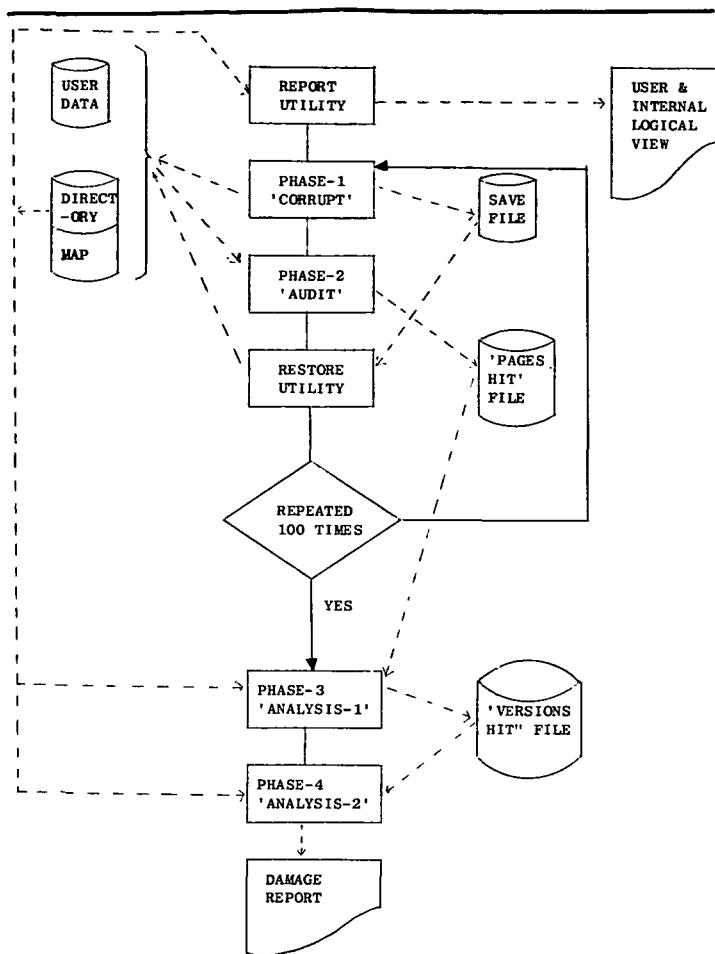 USER
DATA
REPORT
UTILITY
USER &
INTERNAL
LOGICAL
VIEW
DIRECT
-ORY
MAP
PHASE-1
'CORRUPT'
SAVE
FILE
PHASE-2
'AUDIT'
RESTORE
UTILITY
'PAGES
HIT'
FILE
REPEATED
100 TIMES
YES
PHASE-3
'ANALYSIS-1'
'VERSIONS
HIT" FILE
PHASE-4
'ANALYSIS-2'
DAMAGE
REPORT